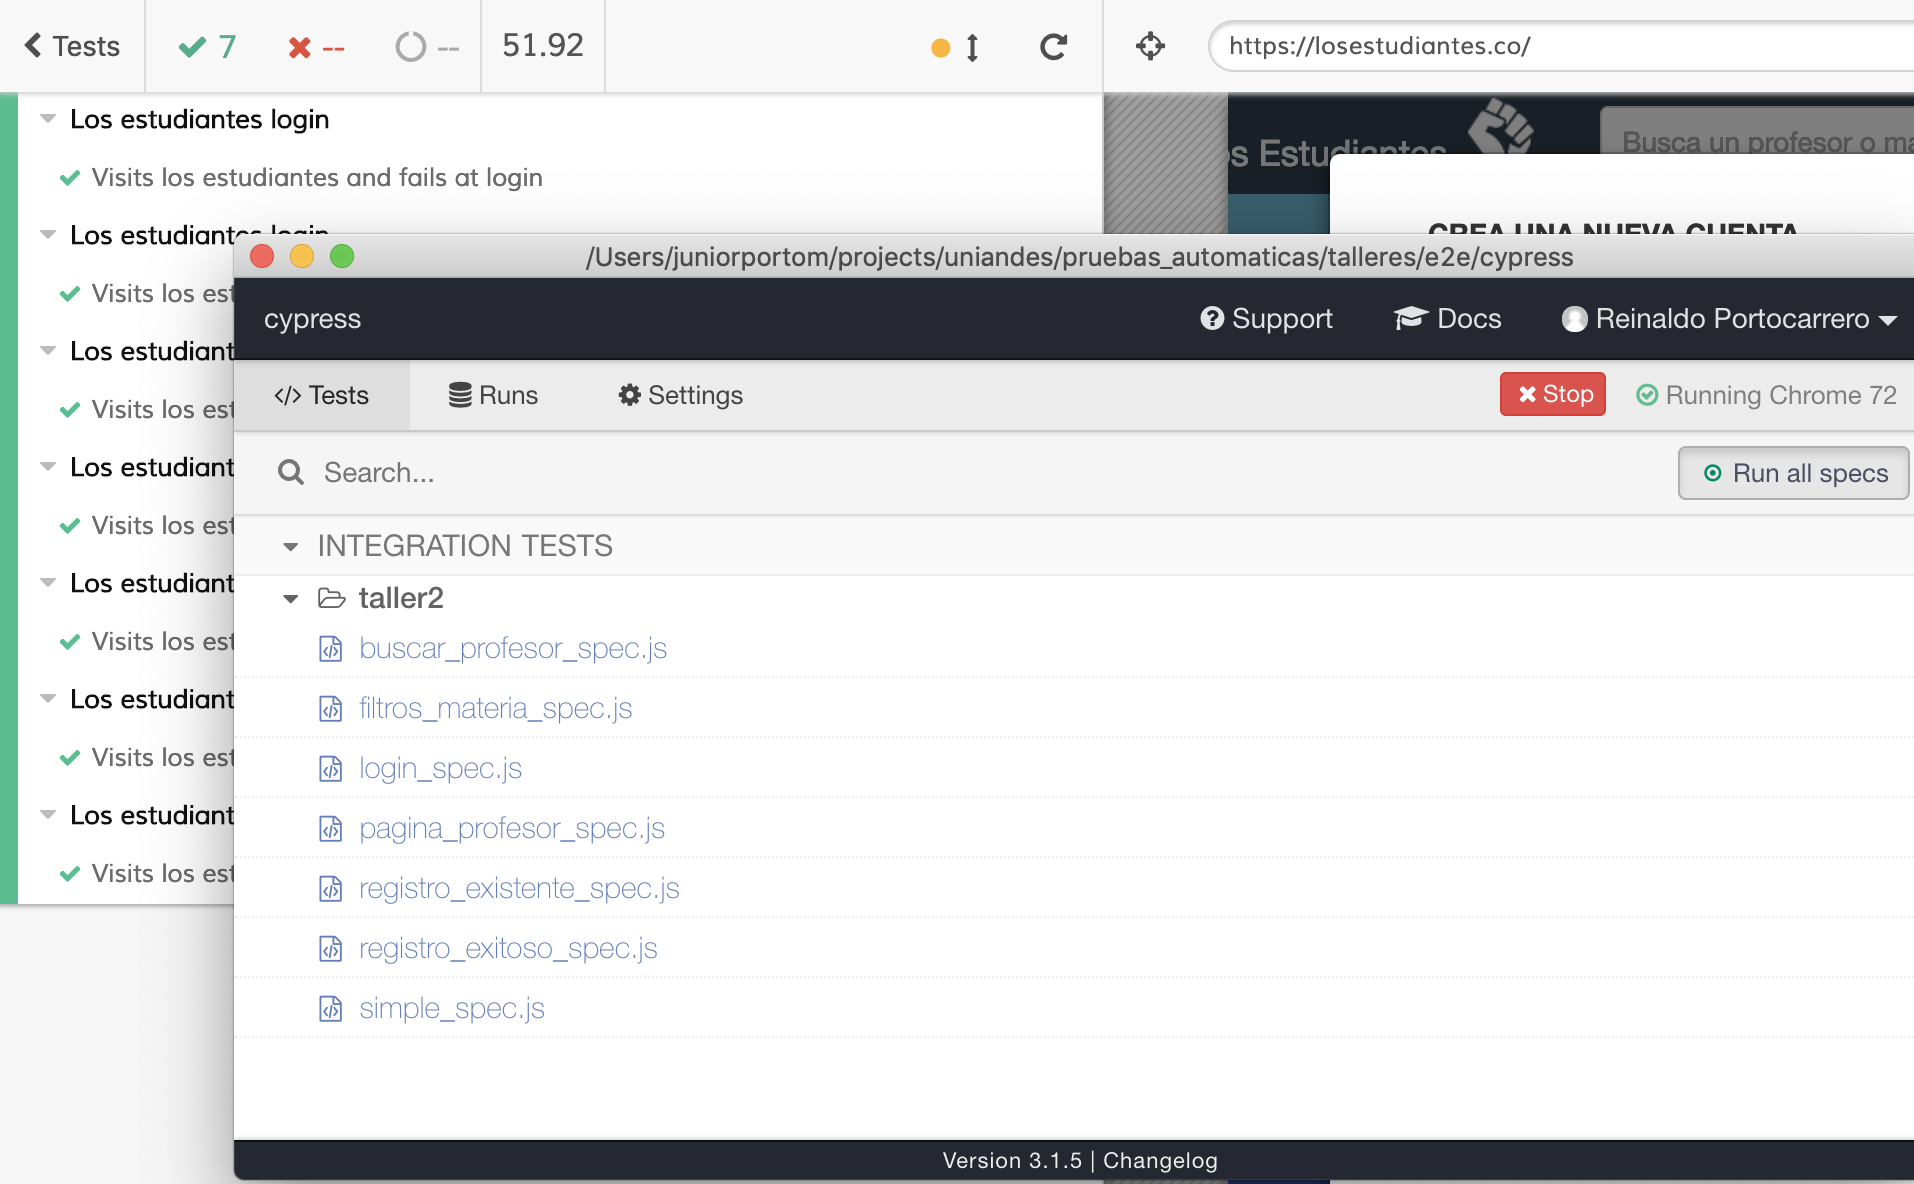 Tests 7 -- -- 51.92 https://losestudiantes.co/
Los estudiantes login
Visits los estudiantes and fails at login
Los estudiantes login
Visits los est
Los estudiant
Visits los est
Los estudiant
Visits los est
Los estudiant
Visits los est
Los estudiant
Visits los est
Los estudiant
Visits los est
os Estudiantes
Busca un profesor o ma
CREA UNA NUEVA CUENTA
/Users/juniorportom/projects/uniandes/pruebas_automaticas/talleres/e2e/cypress
cypress Support Docs Reinaldo Portocarrero
</> Tests Runs Settings Stop Running Chrome 72
Search... Run all specs
INTEGRATION TESTS
taller2
buscar_profesor_spec.js
filtros_materia_spec.js
login_spec.js
pagina_profesor_spec.js
registro_existente_spec.js
registro_exitoso_spec.js
simple_spec.js
Version 3.1.5 | Changelog